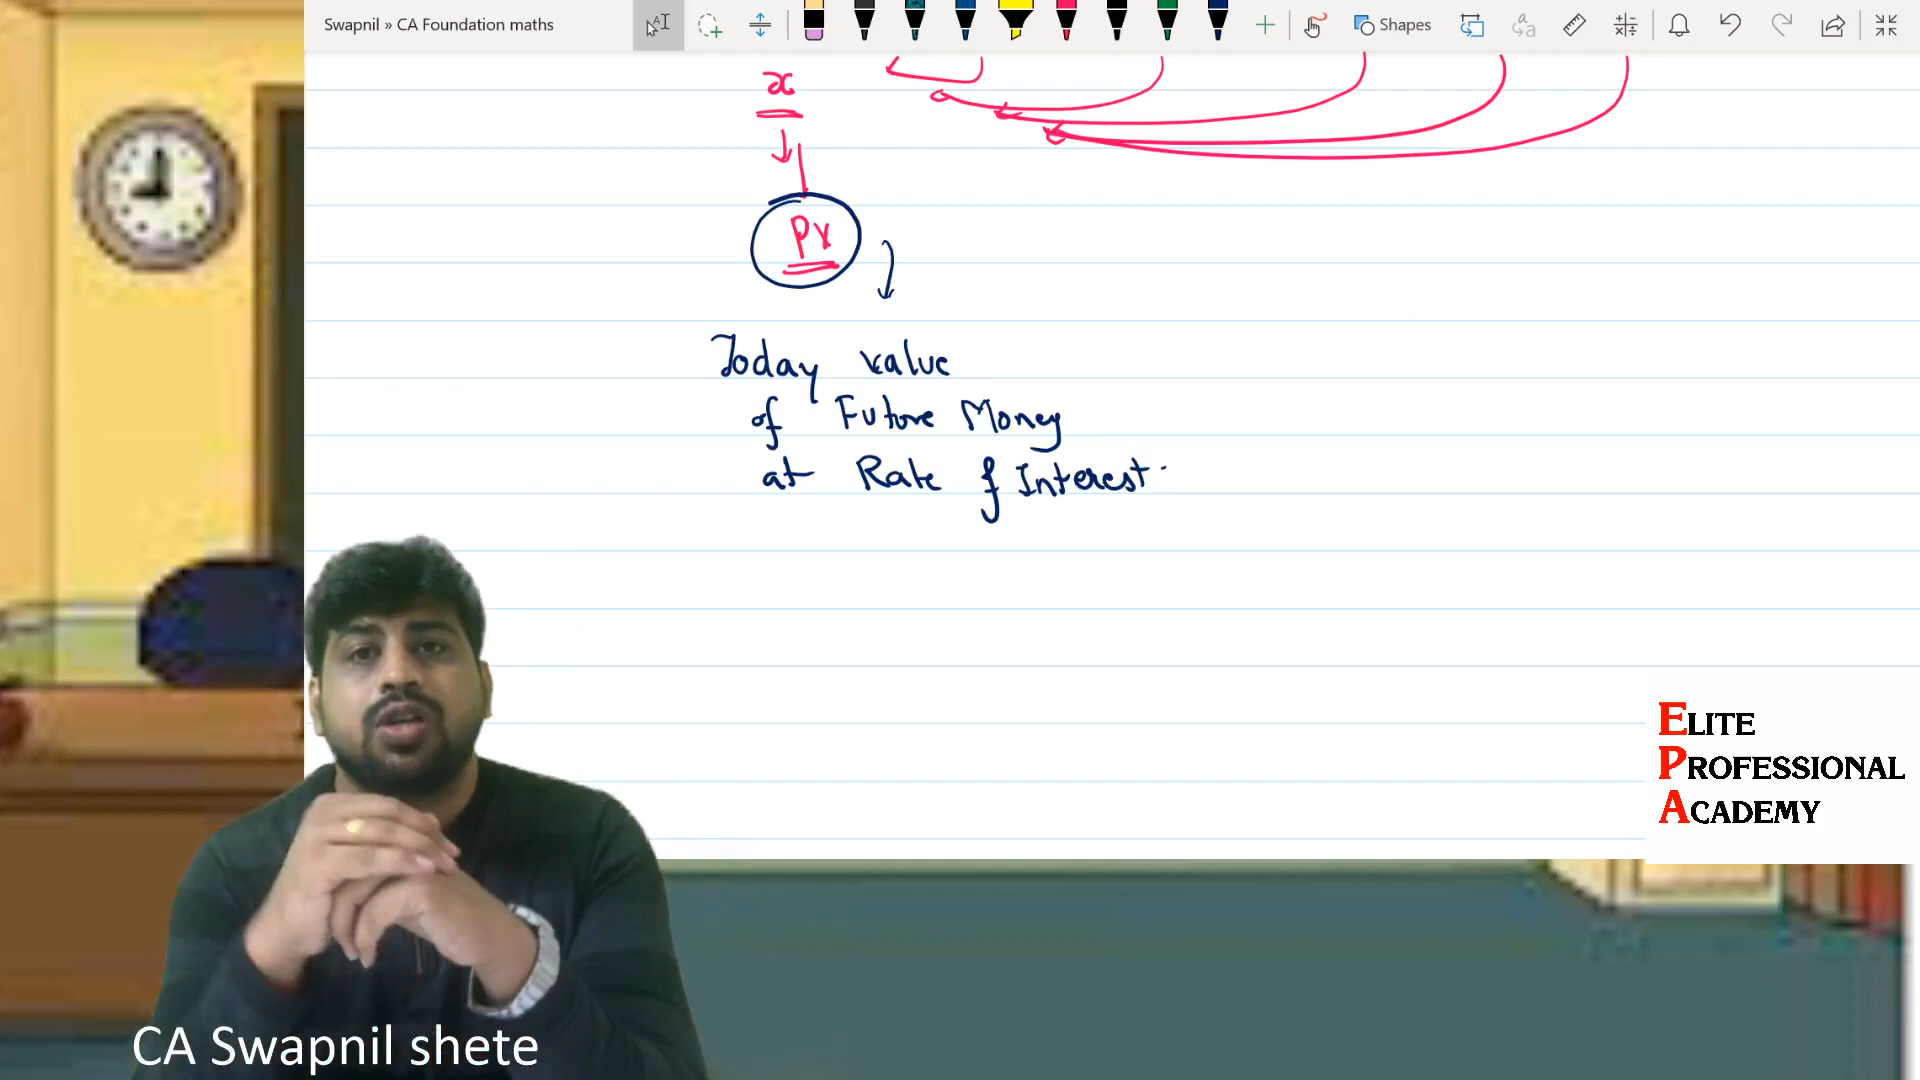 Swapnil » CA Foundation maths
Shapes
x
PV
Today value
of Future Money
at Rate of Interest.
ELITE
PROFESSIONAL
ACADEMY
CA Swapnil shete